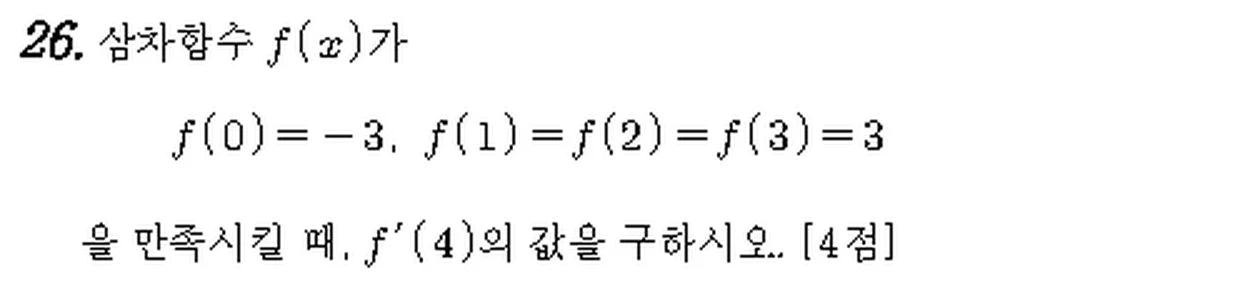 26. 삼차함수 f(x)가
f(0)=-3, f(1)=f(2)=f(3)=3
을 만족시킬 때, f'(4)의 값을 구하시오. [4점]